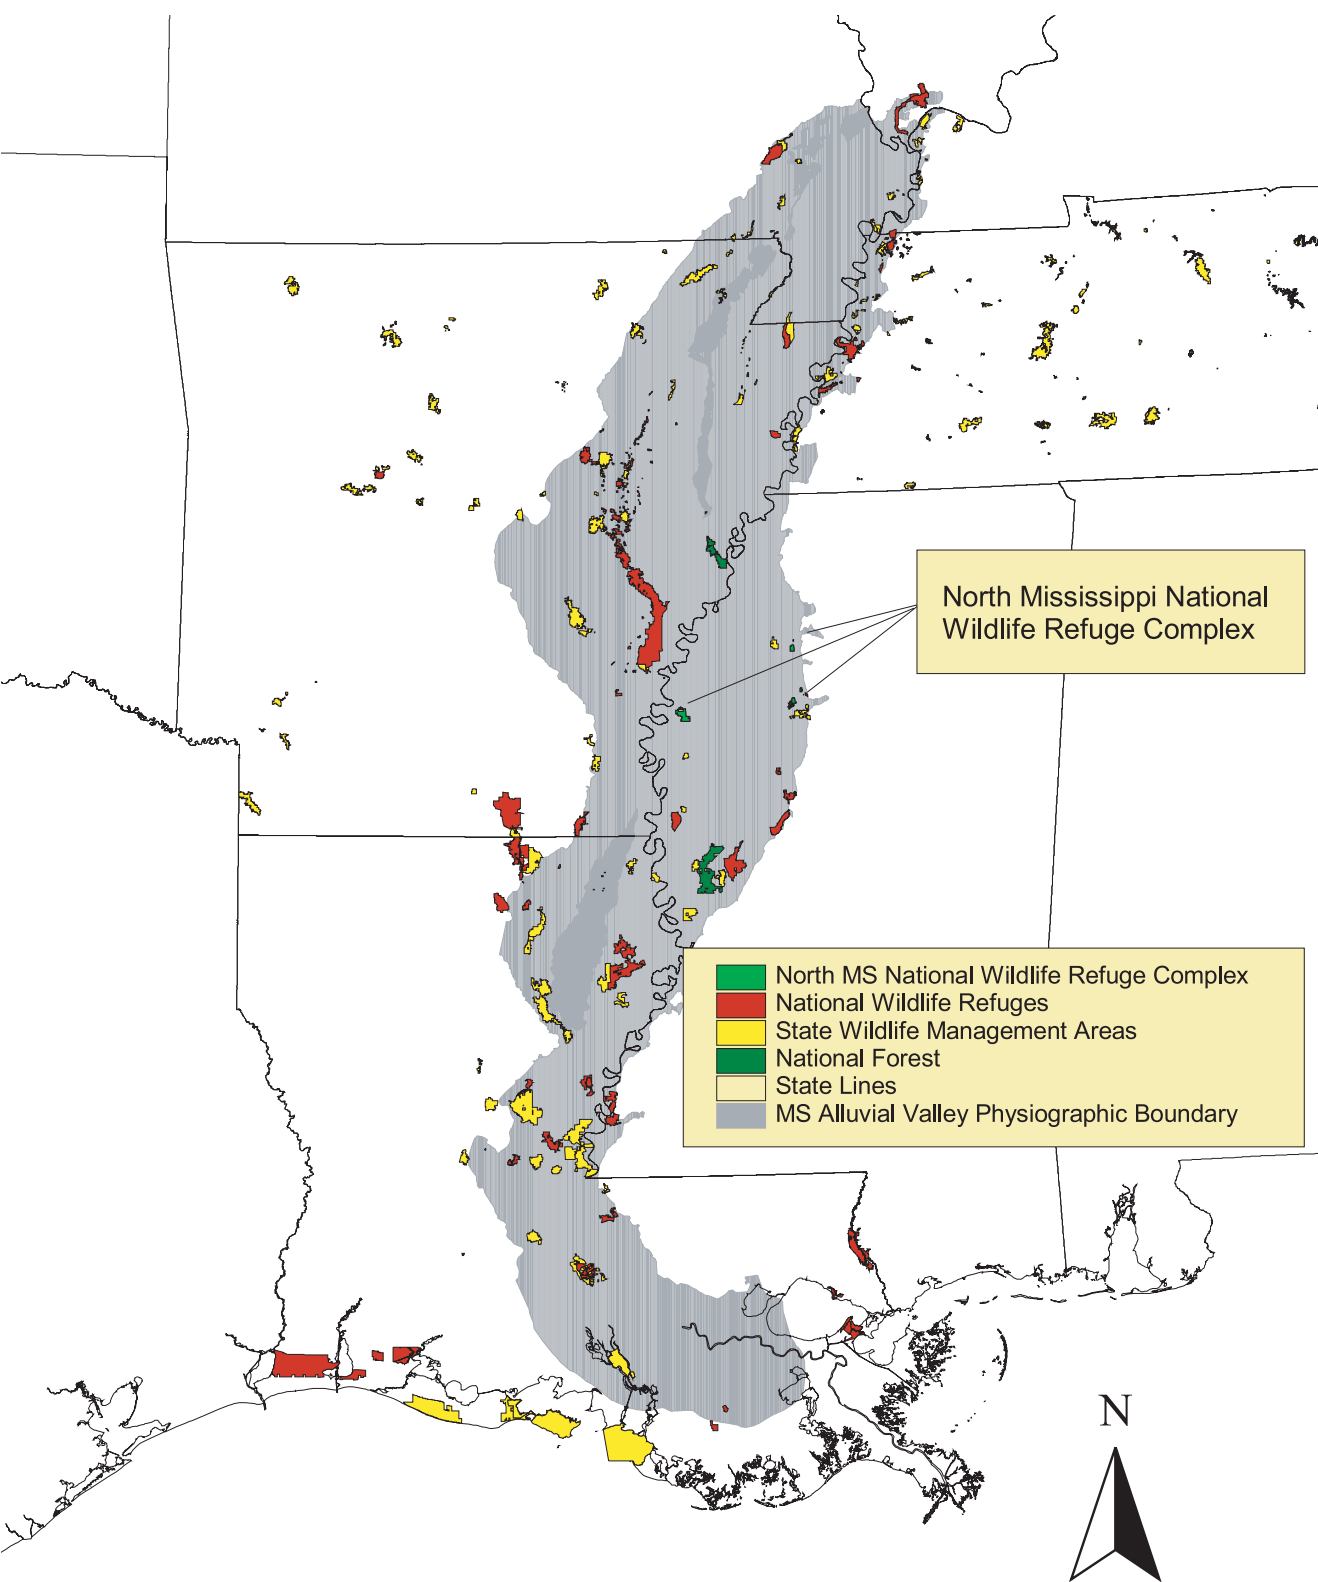 North Mississippi National
Wildlife Refuge Complex
North MS National Wildlife Refuge Complex
National Wildlife Refuges
State Wildlife Management Areas
National Forest
State Lines
MS Alluvial Valley Physiographic Boundary
N